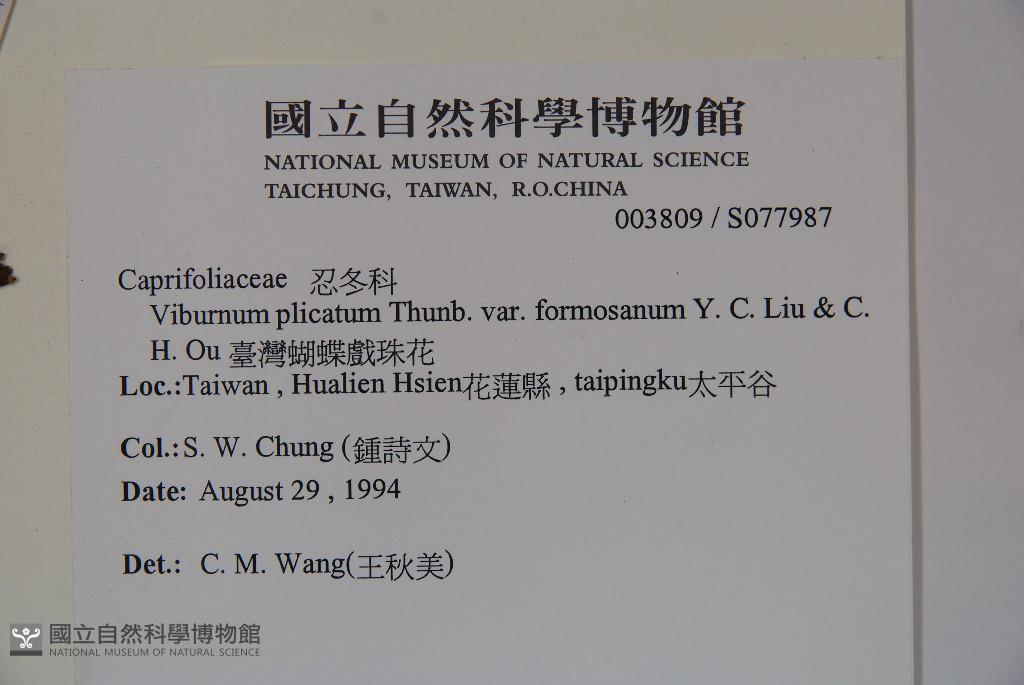 國立自然科學博物館
NATIONAL MUSEUM OF NATURAL SCIENCE
TAICHUNG, TAIWAN, R.O.CHINA
003809 / S077987
Caprifoliaceae 忍冬科
Viburnum plicatum Thunb. var. formosanum Y. C. Liu & C.
H. Ou 臺灣蝴蝶戲珠花
Loc.:Taiwan , Hualien Hsien花蓮縣 , taipingku太平谷
Col.:S. W. Chung (鍾詩文)
Date: August 29 , 1994
Det.: C. M. Wang(王秋美)
國立自然科學博物館
NATIONAL MUSEUM OF NATURAL SCIENCE